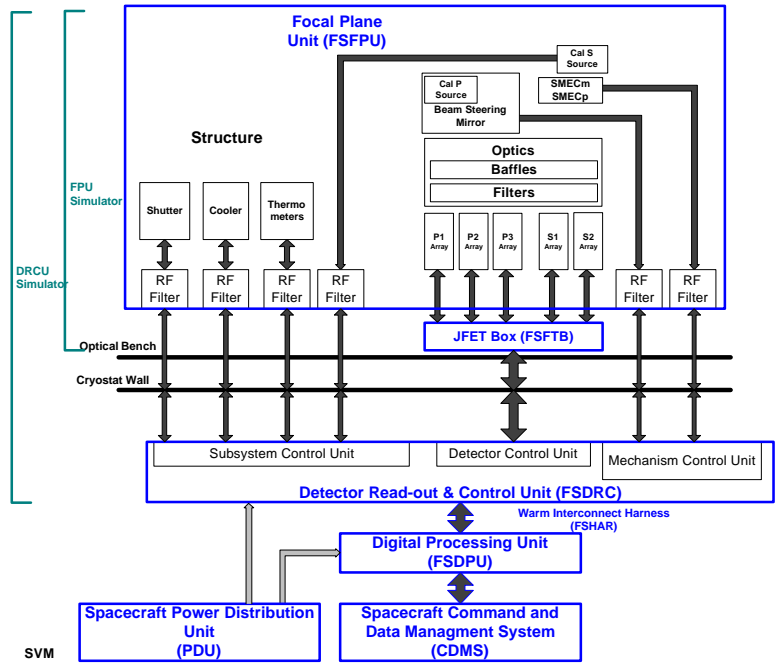 Focal Plane
Unit (FSFPU)
Cal S
Source
SMECm
SMECp
Cal P
Source
Beam Steering
Mirror
Structure
Optics
Baffles
Filters
FPU
Simulator
Shutter
Cooler
Thermo
meters
P1
Array
P2
Array
P3
Array
S1
Array
S2
Array
DRCU
Simulator
RF
Filter
RF
Filter
RF
Filter
RF
Filter
RF
Filter
RF
Filter
JFET Box (FSFTB)
Optical Bench
Cryostat Wall
Subsystem Control Unit
Detector Control Unit
Mechanism Control Unit
Detector Read-out & Control Unit (FSDRC)
Warm Interconnect Harness
(FSHAR)
Digital Processing Unit
(FSDPU)
Spacecraft Power Distribution
Unit
(PDU)
Spacecraft Command and
Data Managment System
(CDMS)
SVM